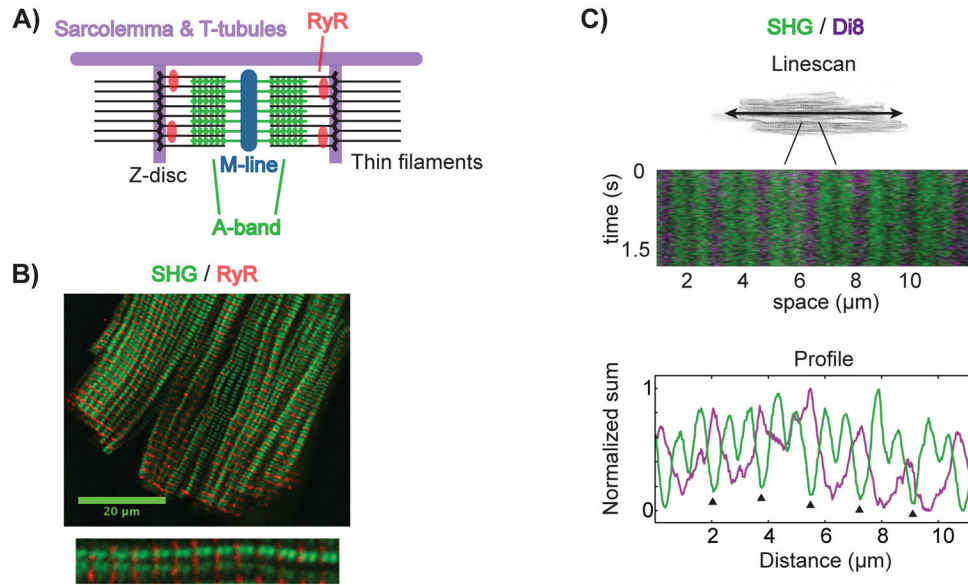 A)
Sarcolemma & T-tubules
RyR
Z-disc
M-line
Thin filaments
A-band
B)
SHG / RyR
20 µm
C)
SHG / Di8
Linescan
time (s)
0
1.5
2 4 6 8 10
space (µm)
Profile
Normalized sum
1
0
2 4 6 8 10
Distance (µm)